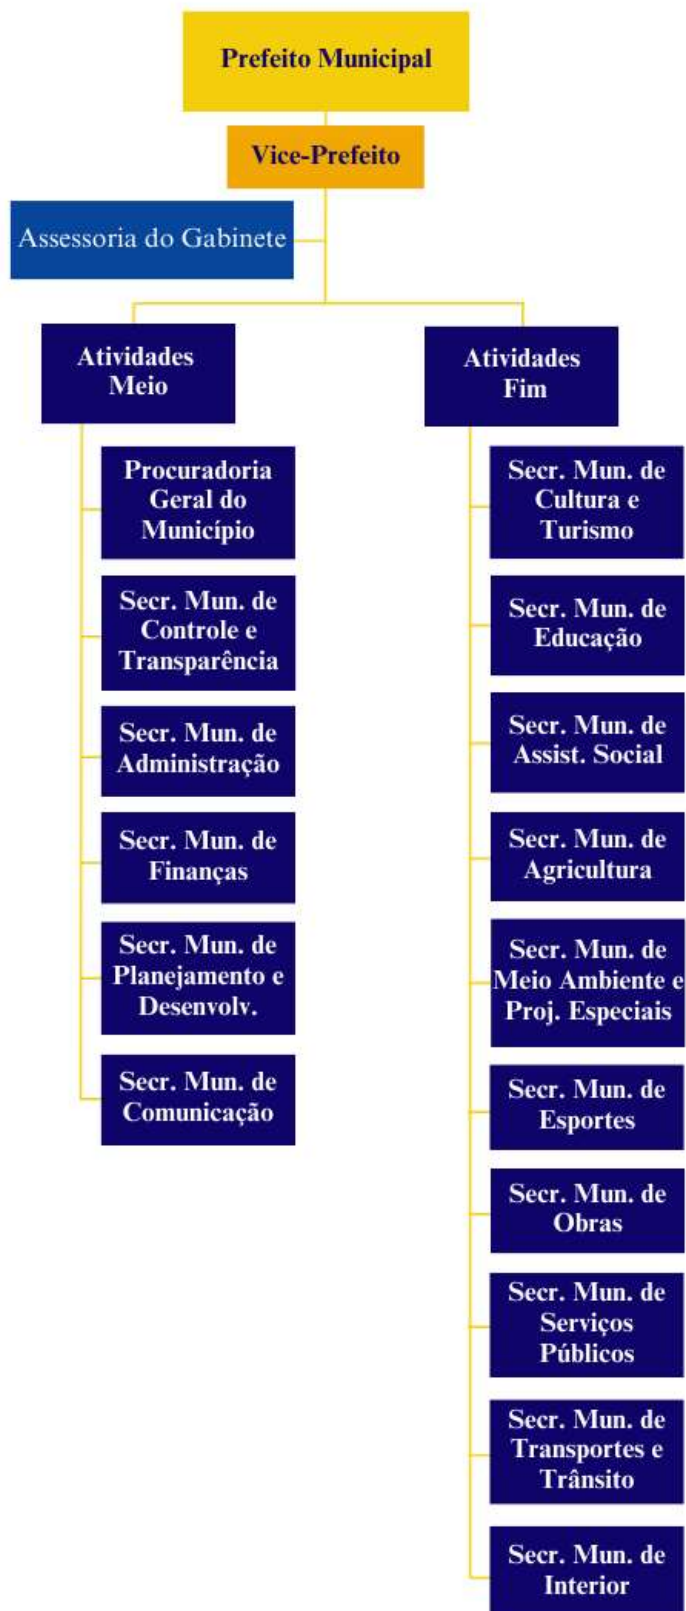 Prefeito Municipal
Vice-Prefeito
Assessoria do Gabinete
Atividades
Meio
Procuradoria
Geral do
Município
Secr. Mun. de
Controle e
Transparência
Secr. Mun. de
Administração
Secr. Mun. de
Finanças
Secr. Mun. de
Planejamento e
Desenvolv.
Secr. Mun. de
Comunicação
Atividades
Fim
Secr. Mun. de
Cultura e
Turismo
Secr. Mun. de
Educação
Secr. Mun. de
Assist. Social
Secr. Mun. de
Agricultura
Secr. Mun. de
Meio Ambiente e
Proj. Especiais
Secr. Mun. de
Esportes
Secr. Mun. de
Obras
Secr. Mun. de
Serviços
Públicos
Secr. Mun. de
Transportes e
Trânsito
Secr. Mun. de
Interior